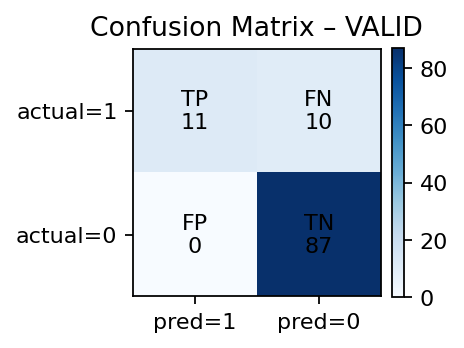 Confusion Matrix – VALID
actual=1
TP
11
FN
10
actual=0
FP
0
TN
87
pred=1
pred=0
80
60
40
20
0